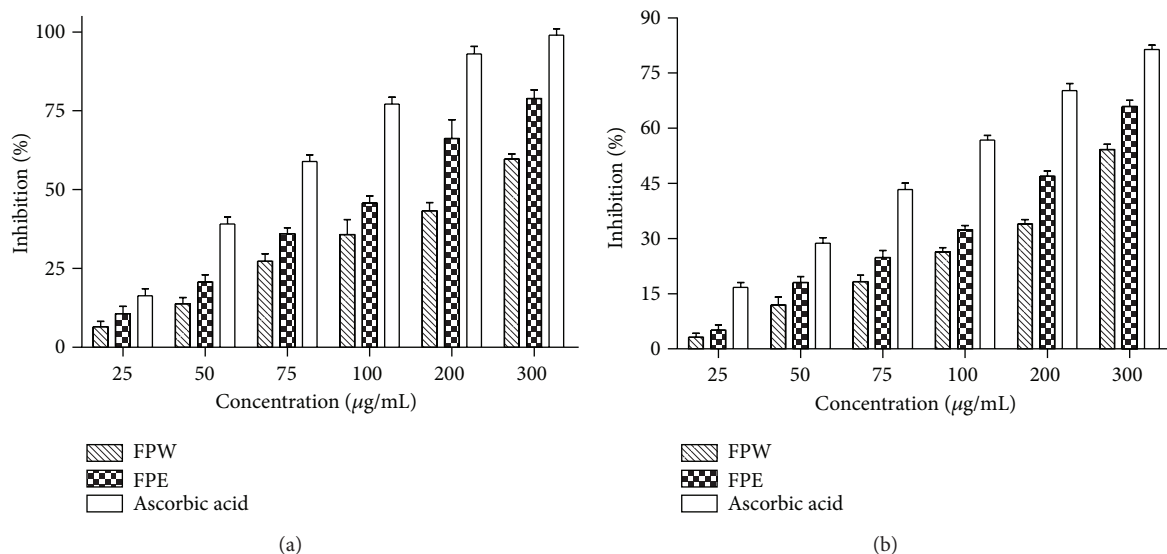 100
75
50
25
0
Inhibition (%)
25 50 75 100 200 300
Concentration (μg/mL)
FPW
FPE
Ascorbic acid
(a)
90
75
60
45
30
15
0
Inhibition (%)
25 50 75 100 200 300
Concentration (μg/mL)
FPW
FPE
Ascorbic acid
(b)